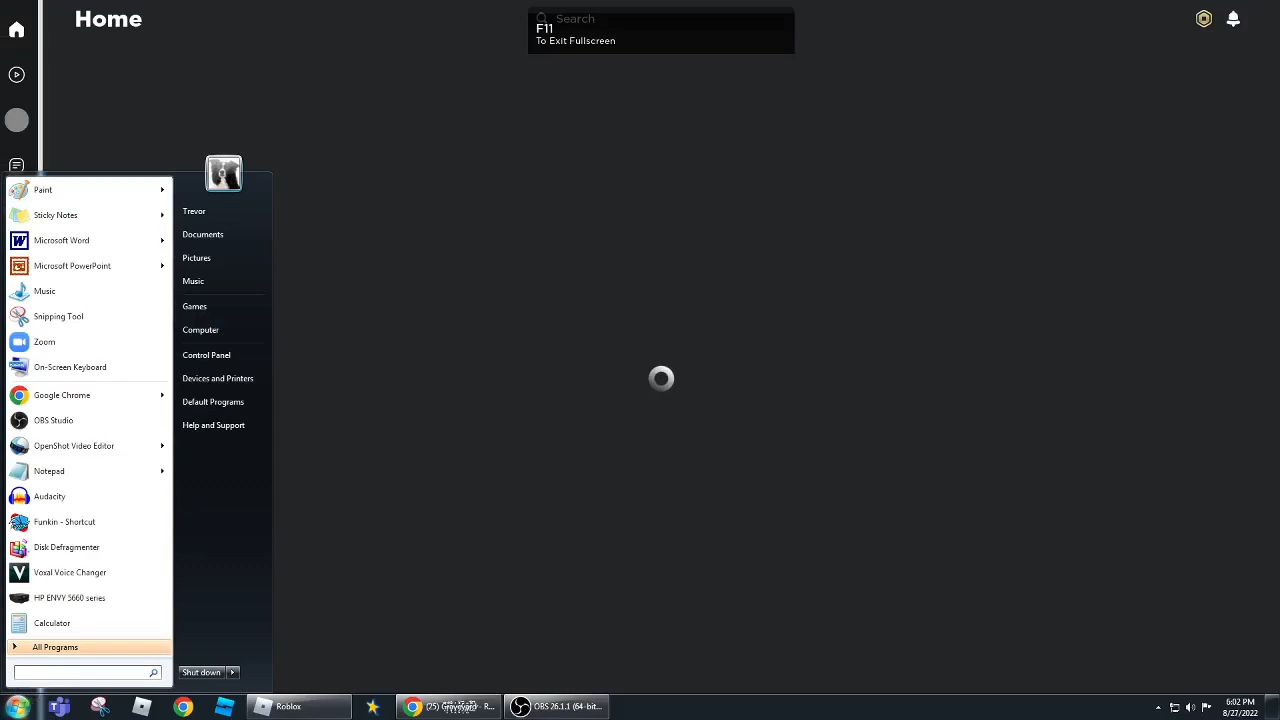 Home
Search
F11
To Exit Fullscreen
Paint
Sticky Notes
Microsoft Word
Microsoft PowerPoint
Music
Snipping Tool
Zoom
On-Screen Keyboard
Google Chrome
OBS Studio
OpenShot Video Editor
Notepad
Audacity
Funkin - Shortcut
Disk Defragmenter
Voxal Voice Changer
HP ENVY 5660 series
Calculator
All Programs
Trevor
Documents
Pictures
Music
Games
Computer
Control Panel
Devices and Printers
Default Programs
Help and Support
Shut down
Roblox
(25)
R...
OBS 26.1.1 (64-bit...
6:02 PM
8/27/2022